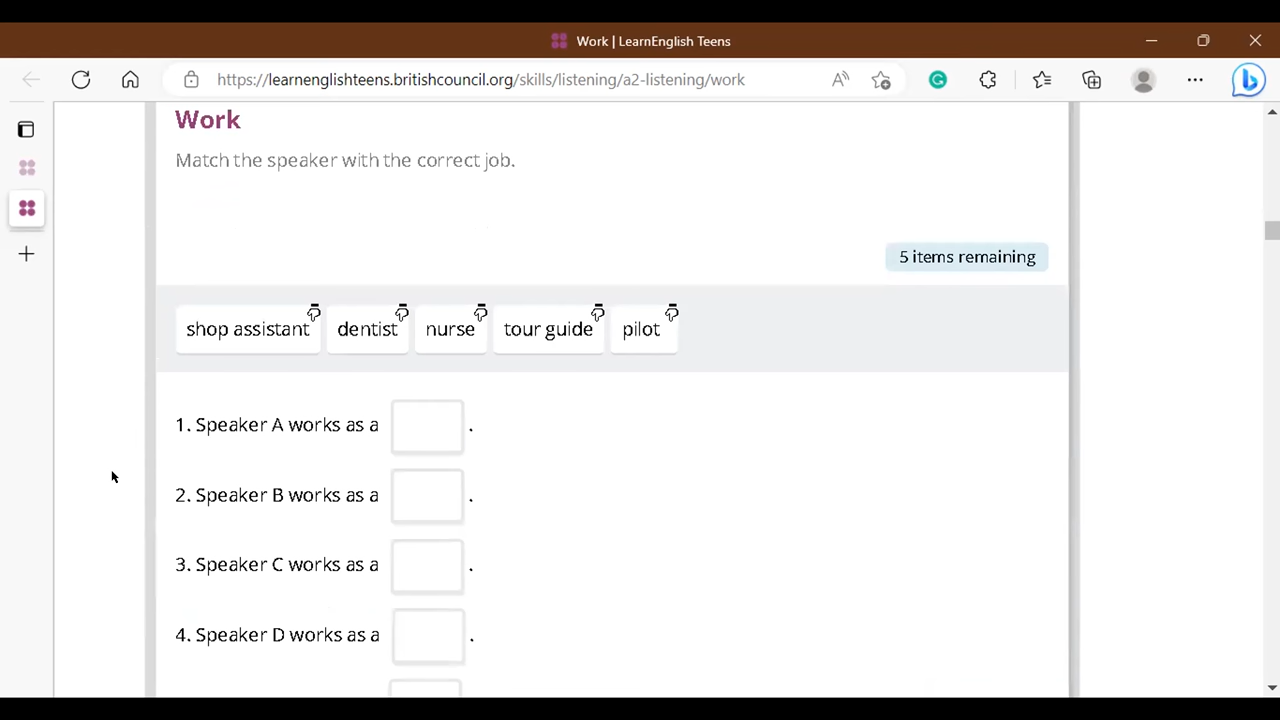 Work | LearnEnglish Teens
https://learnenglishteens.britishcouncil.org/skills/listening/a2-listening/work
Work
Match the speaker with the correct job.
5 items remaining
shop assistant dentist nurse tour guide pilot
1. Speaker A works as a .
2. Speaker B works as a .
3. Speaker C works as a .
4. Speaker D works as a .